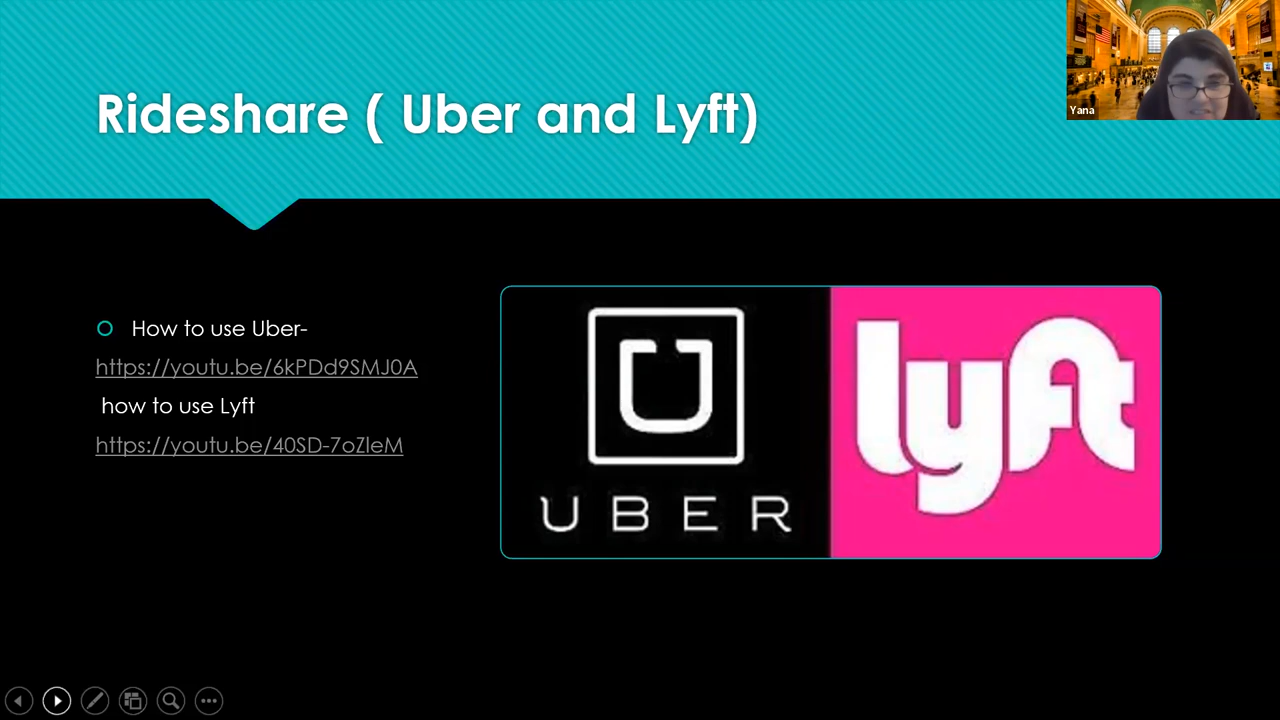 Rideshare ( Uber and Lyft)
Yana
How to use Uber-
https://youtu.be/6kPDd9SMJ0A
how to use Lyft
https://youtu.be/40SD-7oZleM
U
UBER
lyft